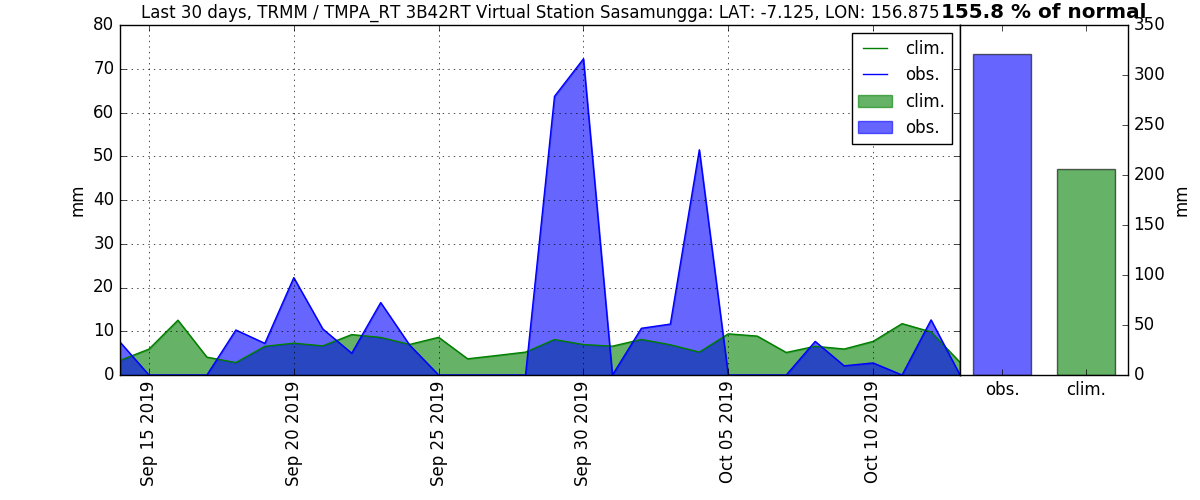 Last 30 days, TRMM / TMPA_RT 3B42RT Virtual Station Sasamungga: LAT: -7.125, LON: 156.875
155.8 % of normal
80
70
60
50
40
30
20
10
0
mm
clim.
obs.
clim.
obs.
350
300
250
200
150
100
50
0
mm
Sep 15 2019
Sep 20 2019
Sep 25 2019
Sep 30 2019
Oct 05 2019
Oct 10 2019
obs.
clim.